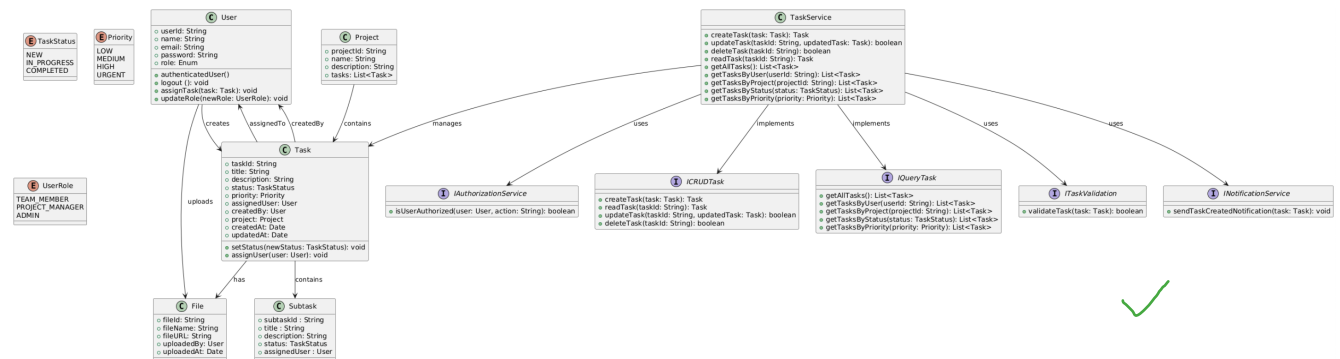 E TaskStatus
NEW
IN_PROGRESS
COMPLETED
E Priority
LOW
MEDIUM
HIGH
URGENT
C User
userId: String
name: String
email: String
password: String
role: Enum
authenticatedUser()
logout (): void
assignTask(task: Task): void
updateRole(newRole: UserRole): void
C Project
projectId: String
name: String
description: String
tasks: List<Task>
C TaskService
createTask(task: Task): Task
updateTask(taskId: String, updatedTask: Task): boolean
deleteTask(taskId: String): boolean
readTask(taskId: String): Task
getAllTasks(): List<Task>
getTasksByUser(userId: String): List<Task>
getTasksByProject(projectId: String): List<Task>
getTasksByStatus(status: TaskStatus): List<Task>
getTasksByPriority(priority: Priority): List<Task>
creates
assignedTo
createdBy
contains
manages
uses
implements
implements
uses
uses
E UserRole
TEAM_MEMBER
PROJECT_MANAGER
ADMIN
uploads
C Task
taskId: String
title: String
description: String
status: TaskStatus
priority: Priority
assignedUser: User
createdBy: User
project: Project
createdAt: Date
updatedAt: Date
setStatus(newStatus: TaskStatus): void
assignUser(user: User): void
I IAuthorizationService
isUserAuthorized(user: User, action: String): boolean
I ICRUDTask
createTask(task: Task): Task
readTask(taskId: String): Task
updateTask(taskId: String, updatedTask: Task): boolean
deleteTask(taskId: String): boolean
I IQueryTask
getAllTasks(): List<Task>
getTasksByUser(userId: String): List<Task>
getTasksByProject(projectId: String): List<Task>
getTasksByStatus(status: TaskStatus): List<Task>
getTasksByPriority(priority: Priority): List<Task>
I ITaskValidation
validateTask(task: Task): boolean
I INotificationService
sendTaskCreatedNotification(task: Task): void
has
contains
C File
fileId: String
fileName: String
fileURL: String
uploadedBy: User
uploadedAt: Date
C Subtask
subtaskId : String
title : String
description: String
status: TaskStatus
assignedUser : User